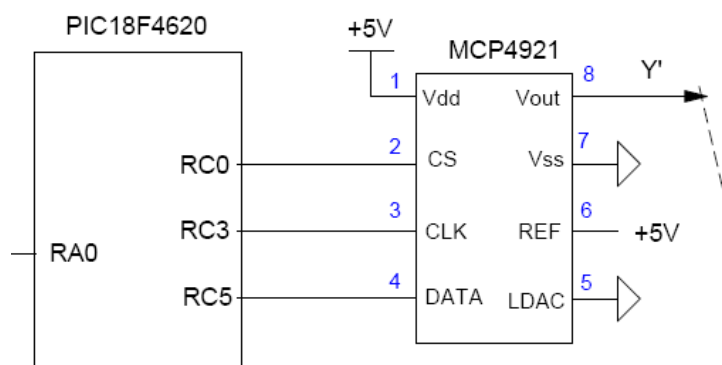 PIC18F4620
+5V
MCP4921
1 Vdd Vout 8 Y'
RC0 2 CS Vss 7
RA0 RC3 3 CLK REF 6 +5V
RC5 4 DATA LDAC 5